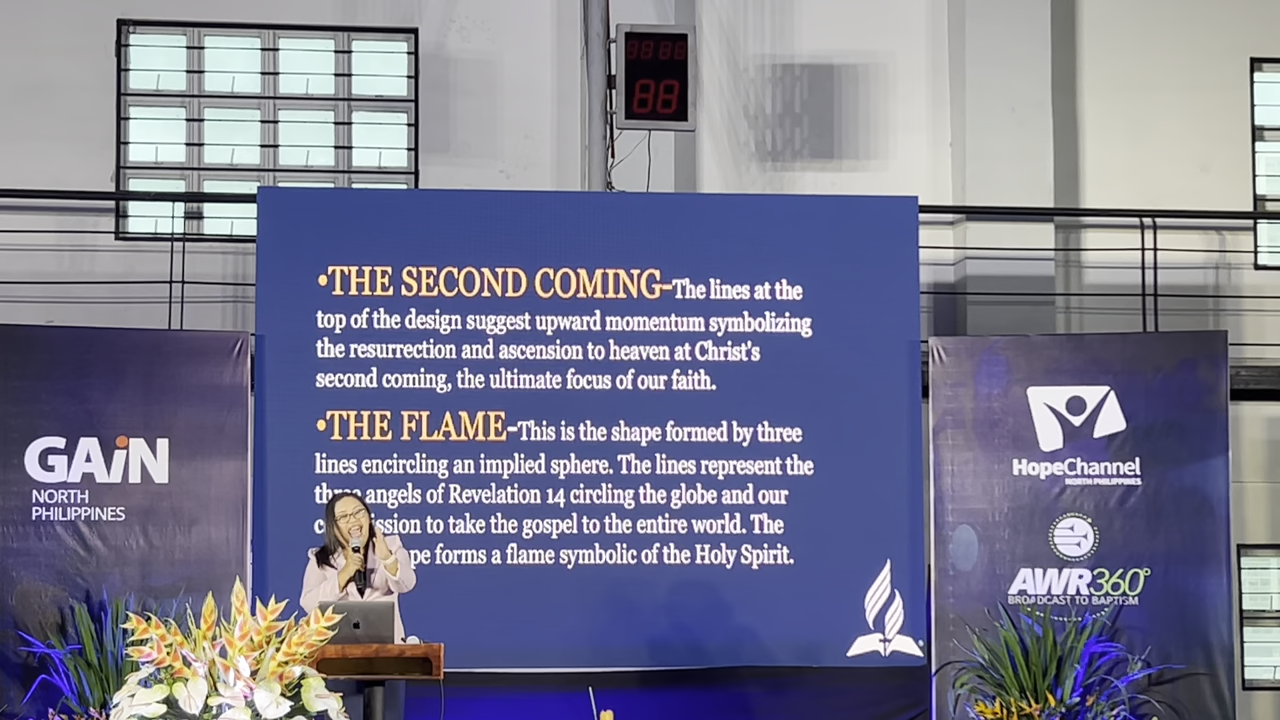 88
•THE SECOND COMING-The lines at the
top of the design suggest upward momentum symbolizing
the resurrection and ascension to heaven at Christ's
second coming, the ultimate focus of our faith.
•THE FLAME-This is the shape formed by three
lines encircling an implied sphere. The lines represent the
angels of Revelation 14 circling the globe and our
to take the gospel to the entire world. The
forms a flame symbolic of the Holy Spirit.
GAiN
NORTH
PHILIPPINES
HopeChannel
NORTH PHILIPPINES
AWR360°
BROADCAST TO BAPTISM